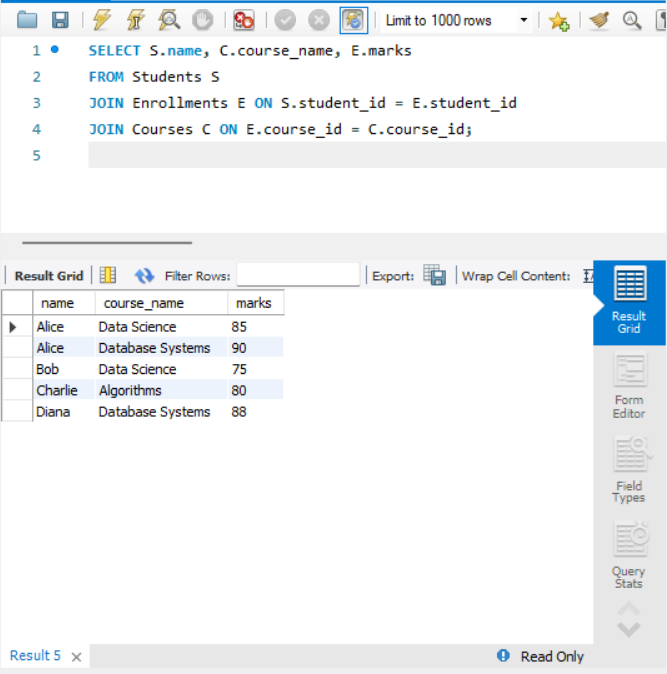 Limit to 1000 rows
1 SELECT S.name, C.course_name, E.marks
2 FROM Students S
3 JOIN Enrollments E ON S.student_id = E.student_id
4 JOIN Courses C ON E.course_id = C.course_id;
5
Result Grid Filter Rows: Export: Wrap Cell Content:
name course_name marks
Alice Data Science 85
Alice Database Systems 90
Bob Data Science 75
Charlie Algorithms 80
Diana Database Systems 88
Result
Grid
Form
Editor
Field
Types
Query
Stats
Result 5 × Read Only